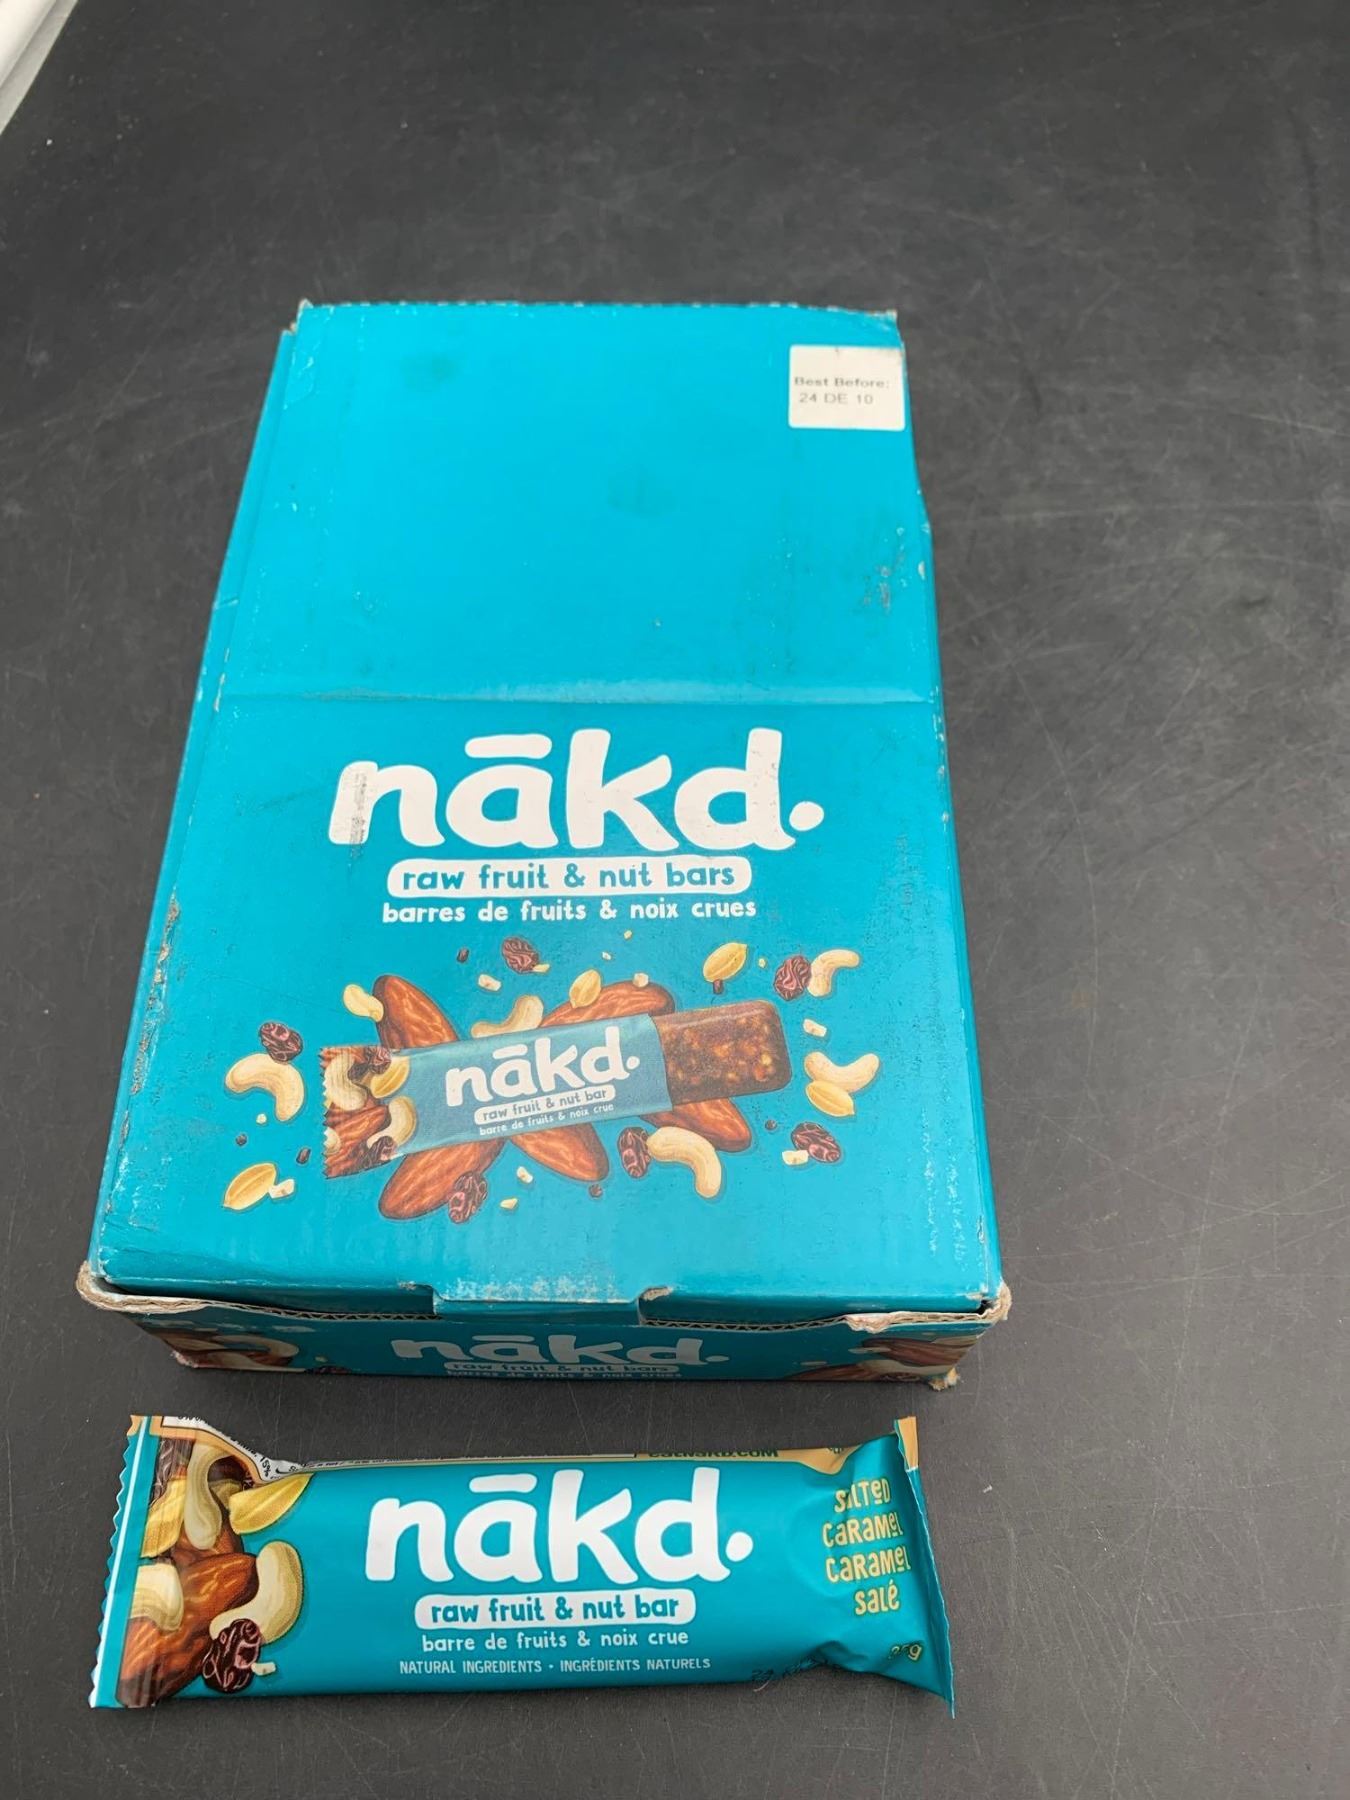 Best Before:
24 DE 10
nākd.
raw fruit & nut bars
barres de fruits & noix crues
nākd.
raw fruit & nut bar
barre de fruits & noix crue
nākd.
raw fruit & nut bars
barres de fruits & noix crues
nākd.
raw fruit & nut bar
barre de fruits & noix crue
NATURAL INGREDIENTS • INGRÉDIENTS NATURELS
SALTED
CARAMEL
CARAMEL
salé